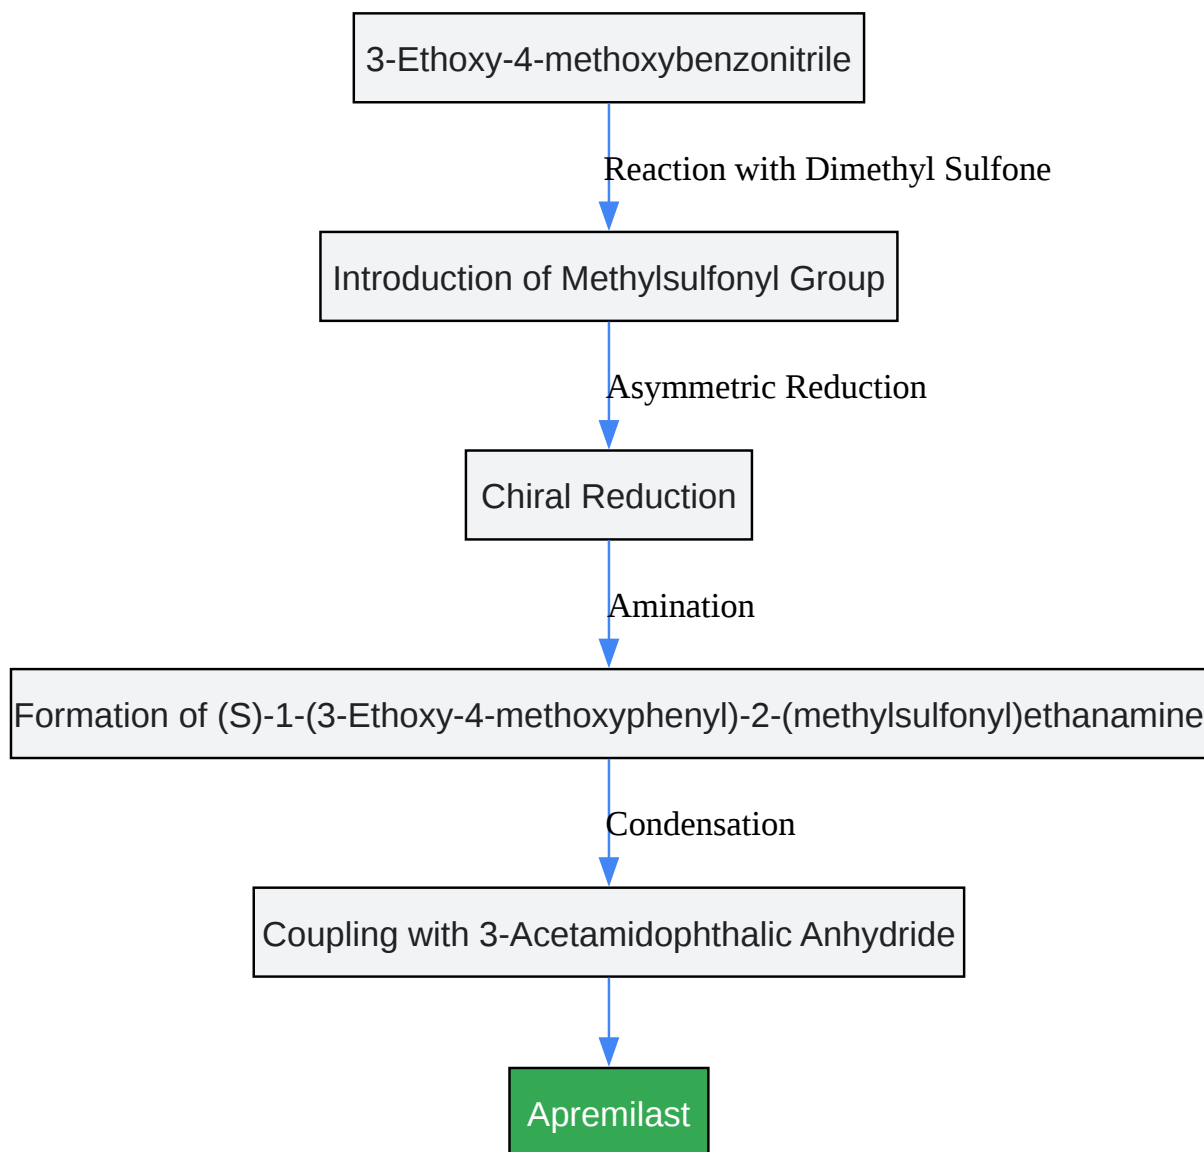 3-Ethoxy-4-methoxybenzonitrile
Reaction with Dimethyl Sulfone
Introduction of Methylsulfonyl Group
Asymmetric Reduction
Chiral Reduction
Amination
Formation of (S)-1-(3-Ethoxy-4-methoxyphenyl)-2-(methylsulfonyl)ethanamine
Condensation
Coupling with 3-Acetamidophthalic Anhydride
Apremilast